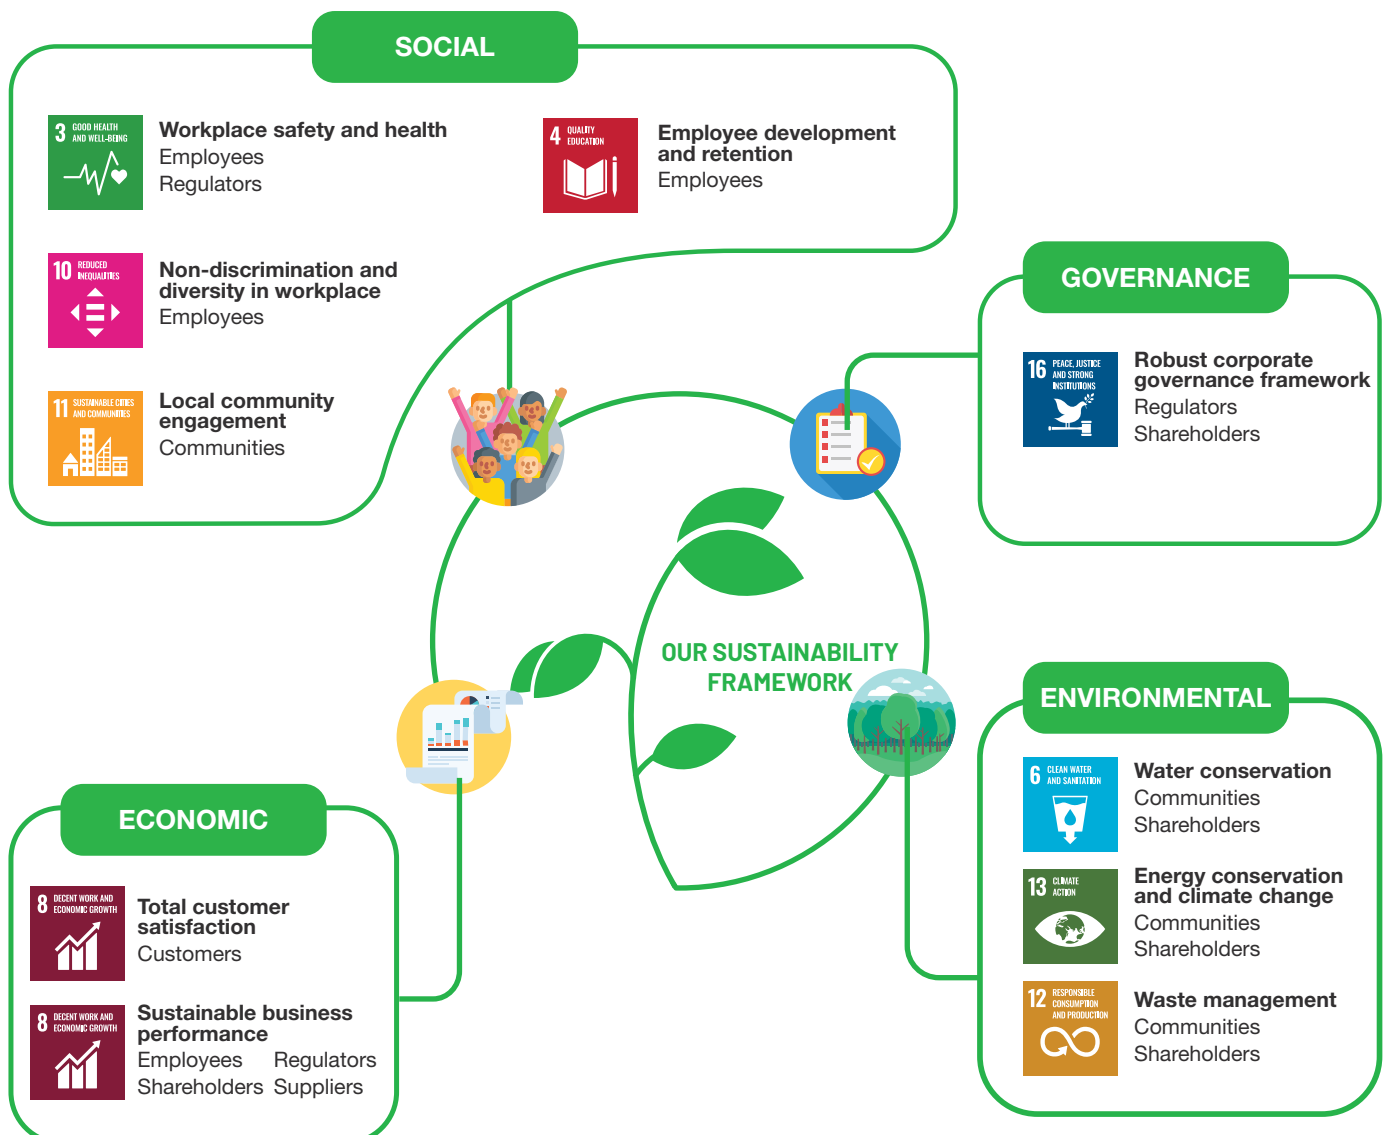 SOCIAL
3 GOOD HEALTH
AND WELL-BEING
Workplace safety and health
Employees
Regulators
4 QUALITY
EDUCATION
Employee development
and retention
Employees
10 REDUCED
INEQUALITIES
Non-discrimination and
diversity in workplace
Employees
11 SUSTAINABLE CITIES
AND COMMUNITIES
Local community
engagement
Communities
GOVERNANCE
16 PEACE, JUSTICE
AND STRONG
INSTITUTIONS
Robust corporate
governance framework
Regulators
Shareholders
OUR SUSTAINABILITY
FRAMEWORK
ENVIRONMENTAL
6 CLEAN WATER
AND SANITATION
Water conservation
Communities
Shareholders
13 CLIMATE
ACTION
Energy conservation
and climate change
Communities
Shareholders
12 RESPONSIBLE
CONSUMPTION
AND PRODUCTION
Waste management
Communities
Shareholders
ECONOMIC
8 DECENT WORK AND
ECONOMIC GROWTH
Total customer
satisfaction
Customers
8 DECENT WORK AND
ECONOMIC GROWTH
Sustainable business
performance
Employees Regulators
Shareholders Suppliers